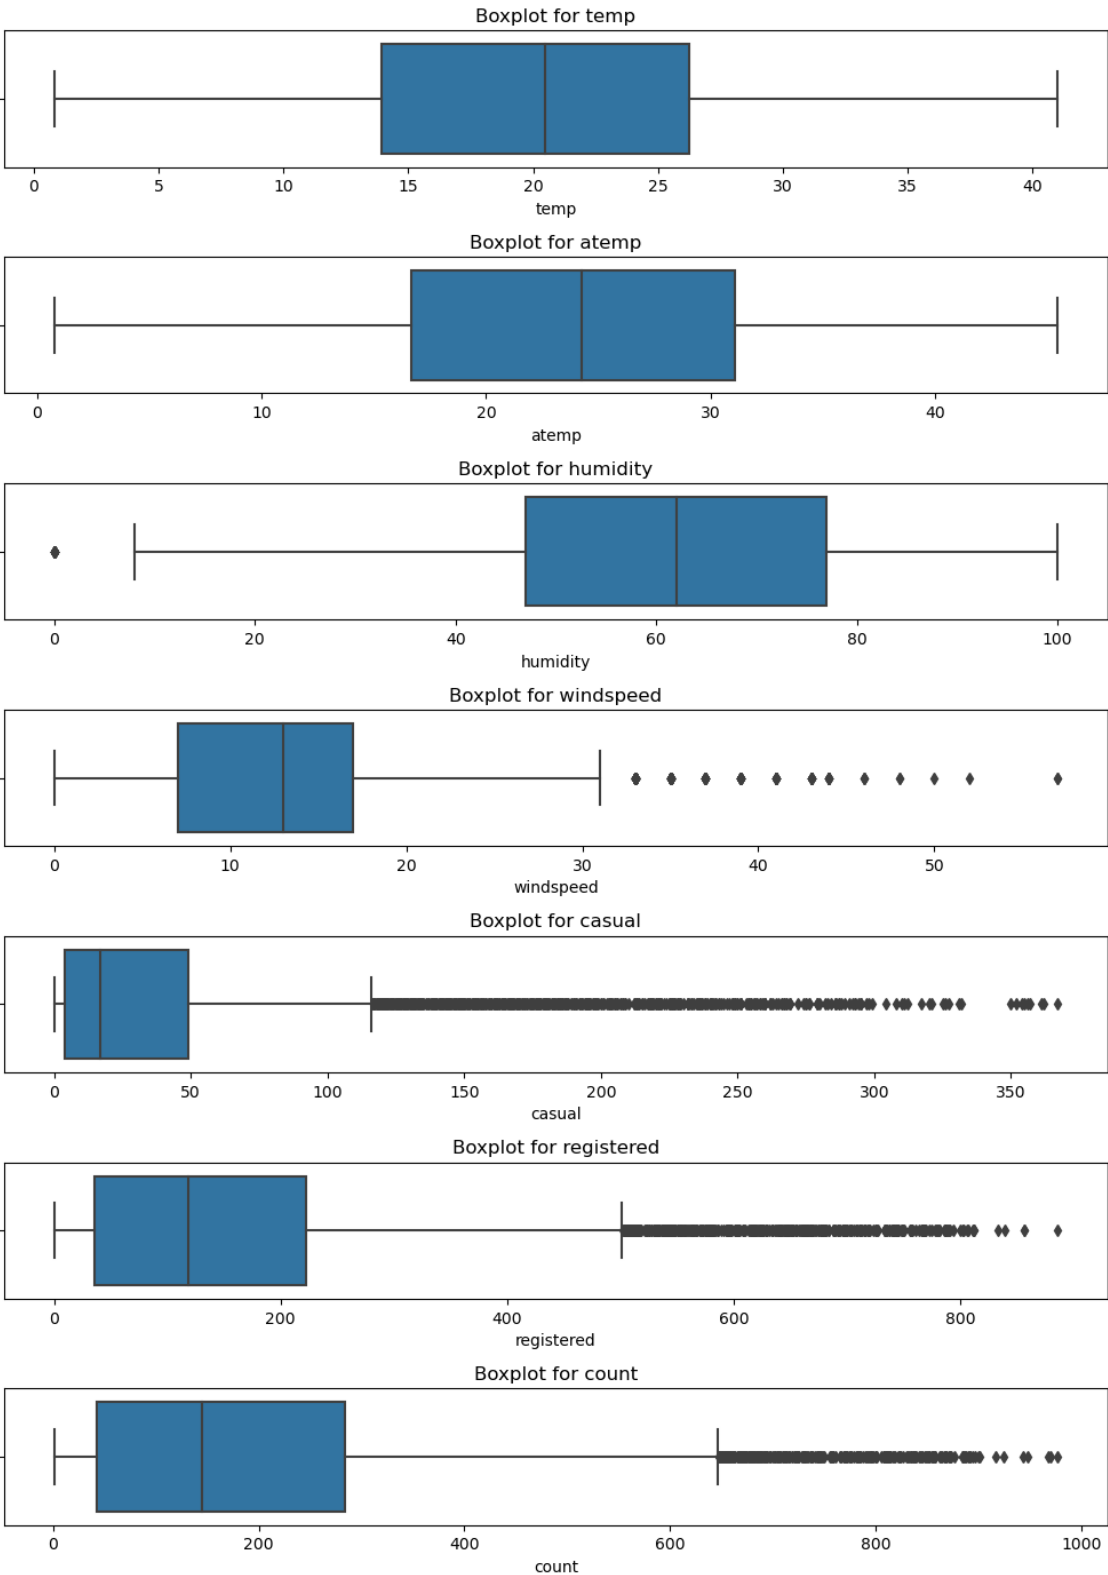 Boxplot for temp
0 5 10 15 20 25 30 35 40
temp
Boxplot for atemp
0 10 20 30 40
atemp
Boxplot for humidity
0 20 40 60 80 100
humidity
Boxplot for windspeed
0 10 20 30 40 50
windspeed
Boxplot for casual
0 50 100 150 200 250 300 350
casual
Boxplot for registered
0 200 400 600 800
registered
Boxplot for count
0 200 400 600 800 1000
count